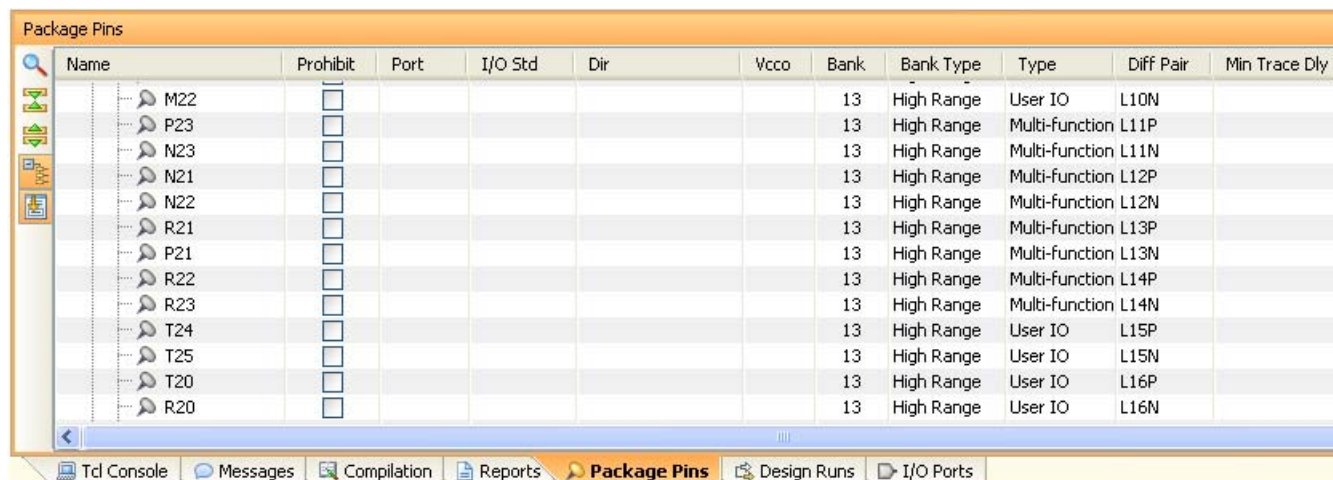 Package Pins
Name Prohibit Port I/O Std Dir Vcco Bank Bank Type Type Diff Pair Min Trace Dly
M22 13 High Range User IO L10N
P23 13 High Range Multi-function L11P
N23 13 High Range Multi-function L11N
N21 13 High Range Multi-function L12P
N22 13 High Range Multi-function L12N
R21 13 High Range Multi-function L13P
P21 13 High Range Multi-function L13N
R22 13 High Range Multi-function L14P
R23 13 High Range Multi-function L14N
T24 13 High Range User IO L15P
T25 13 High Range User IO L15N
T20 13 High Range User IO L16P
R20 13 High Range User IO L16N
Tcl Console Messages Compilation Reports Package Pins Design Runs I/O Ports